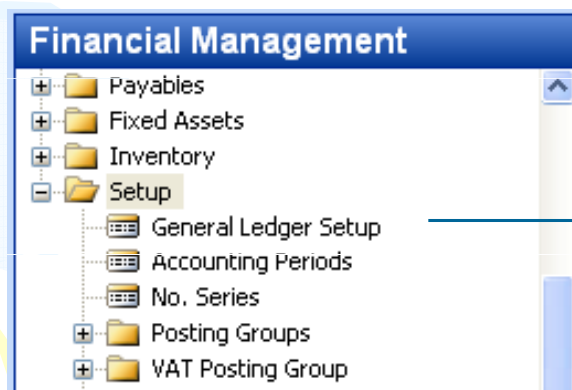 Financial Management
Payables
Fixed Assets
Inventory
Setup
General Ledger Setup
Accounting Periods
No. Series
Posting Groups
VAT Posting Group